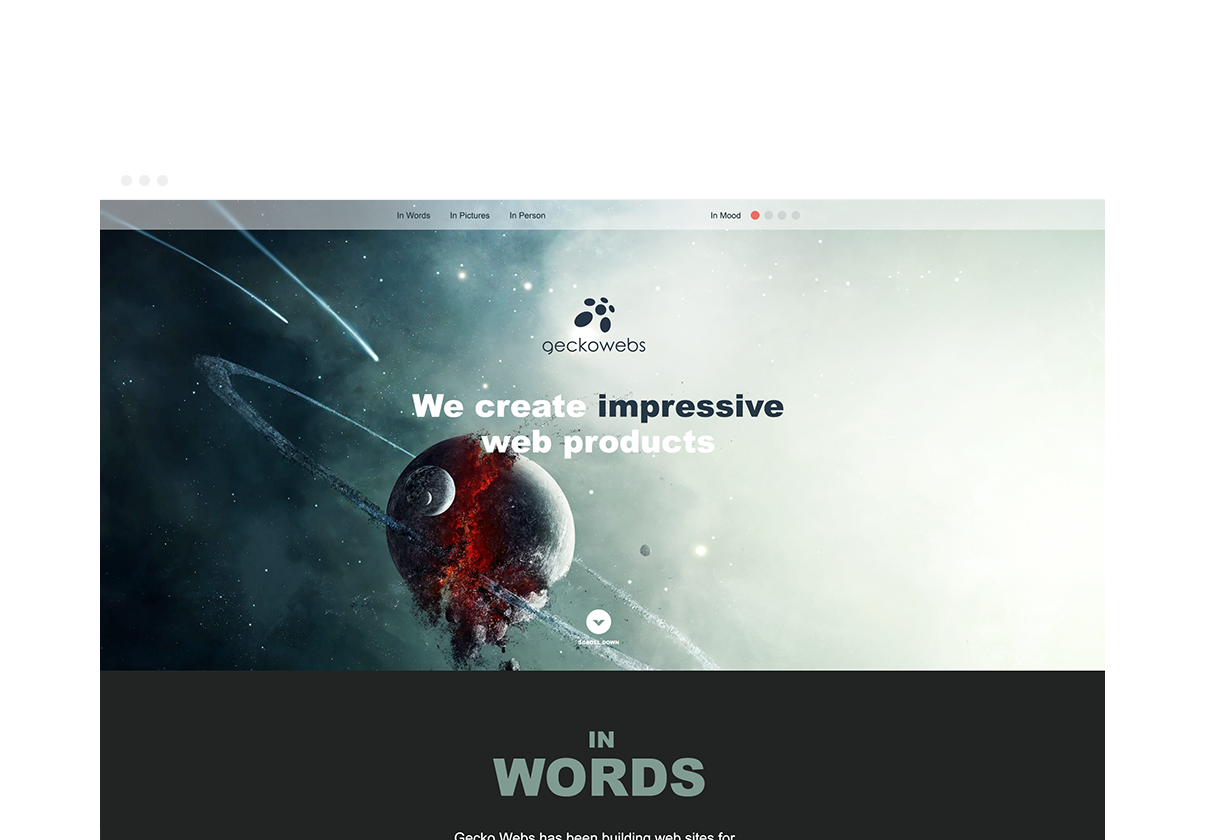 In Words In Pictures In Person In Mood
geckowebs
We create impressive
web products
SCROLL DOWN
IN
WORDS
Gecko Webs has been building web sites for